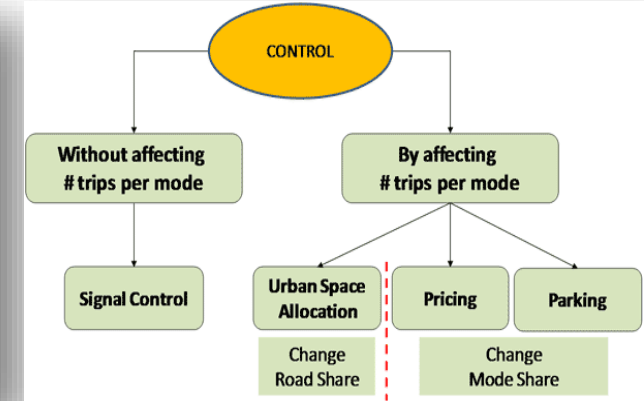 CONTROL
Without affecting
# trips per mode
By affecting
# trips per mode
Signal Control
Urban Space
Allocation
Pricing
Parking
Change
Road Share
Change
Mode Share